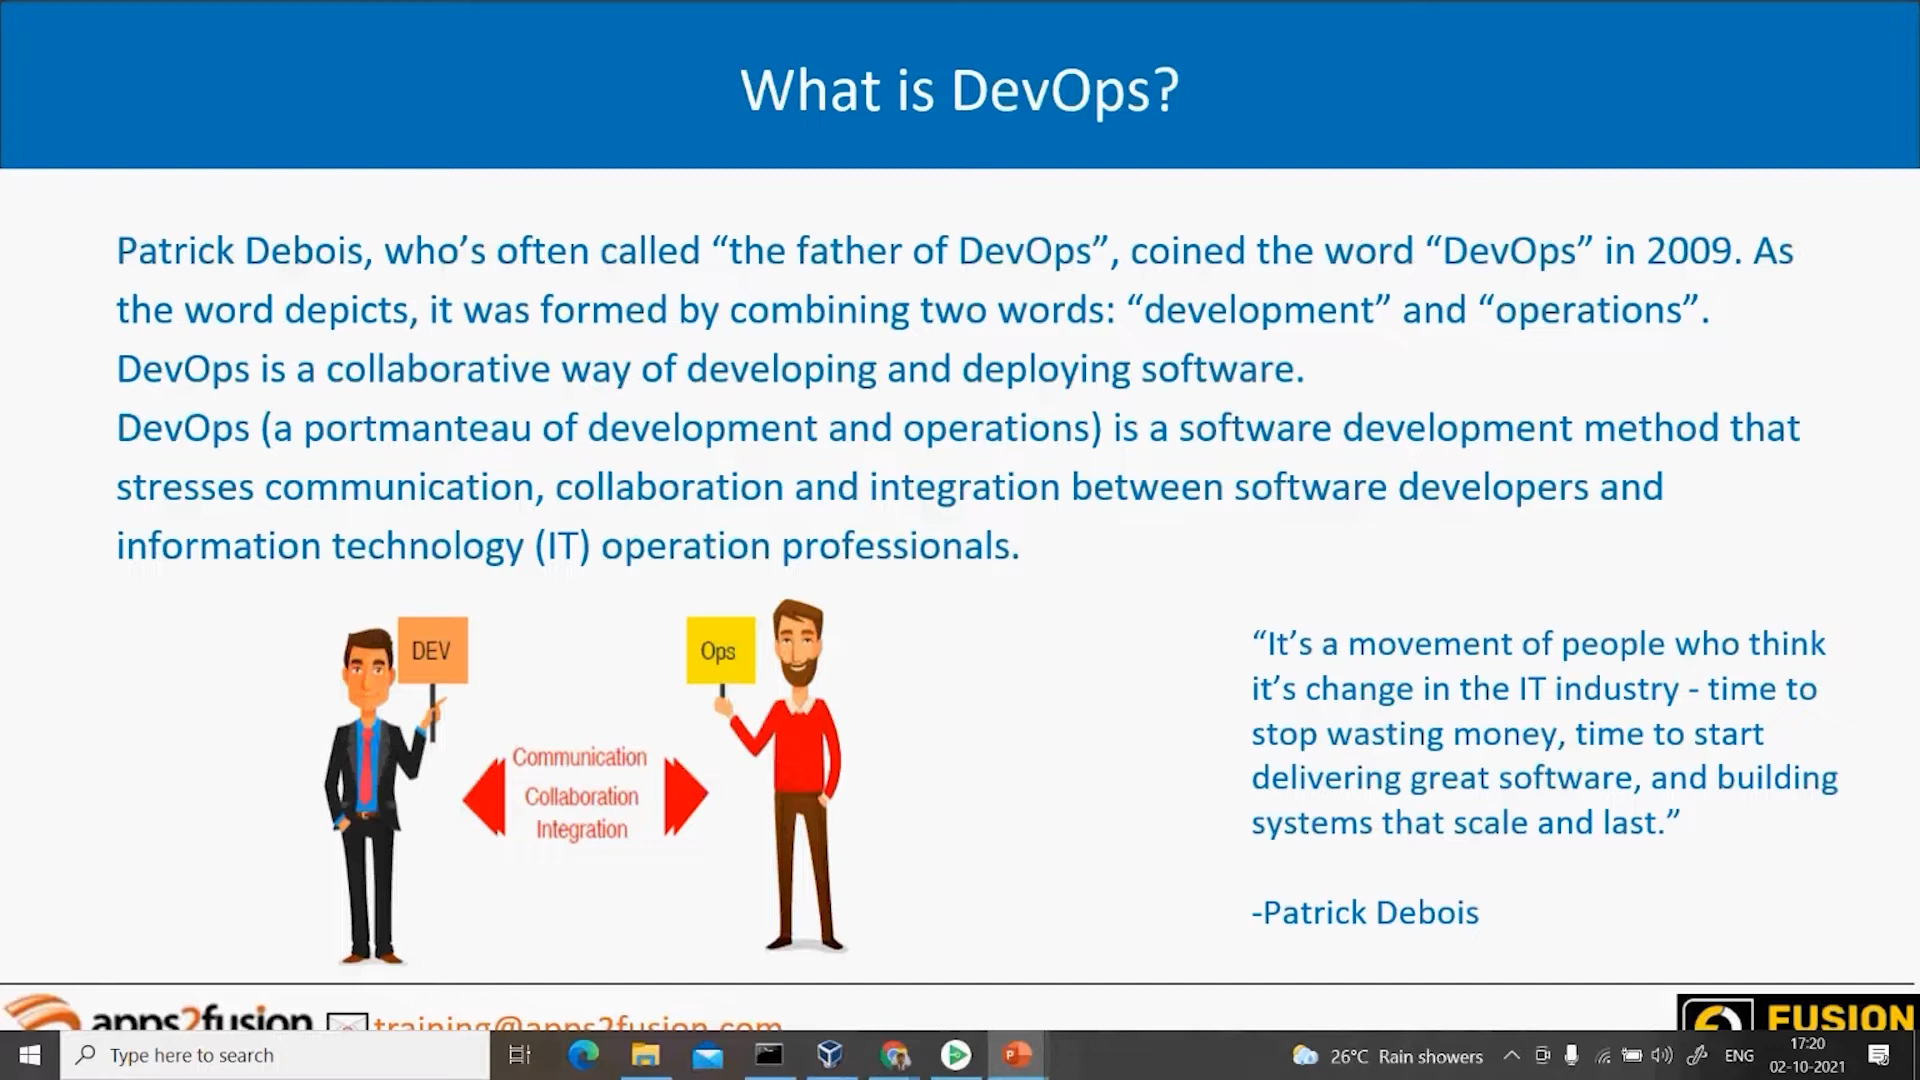 What is DevOps?
Patrick Debois, who’s often called “the father of DevOps”, coined the word “DevOps” in 2009. As
the word depicts, it was formed by combining two words: “development” and “operations”.
DevOps is a collaborative way of developing and deploying software.
DevOps (a portmanteau of development and operations) is a software development method that
stresses communication, collaboration and integration between software developers and
information technology (IT) operation professionals.
DEV
Ops
Communication
Collaboration
Integration
“It’s a movement of people who think
it’s change in the IT industry - time to
stop wasting money, time to start
delivering great software, and building
systems that scale and last.”
-Patrick Debois
apps2fusion training@apps2fusion.com
FUSION
Type here to search
26°C Rain showers
ENG
17:20
02-10-2021